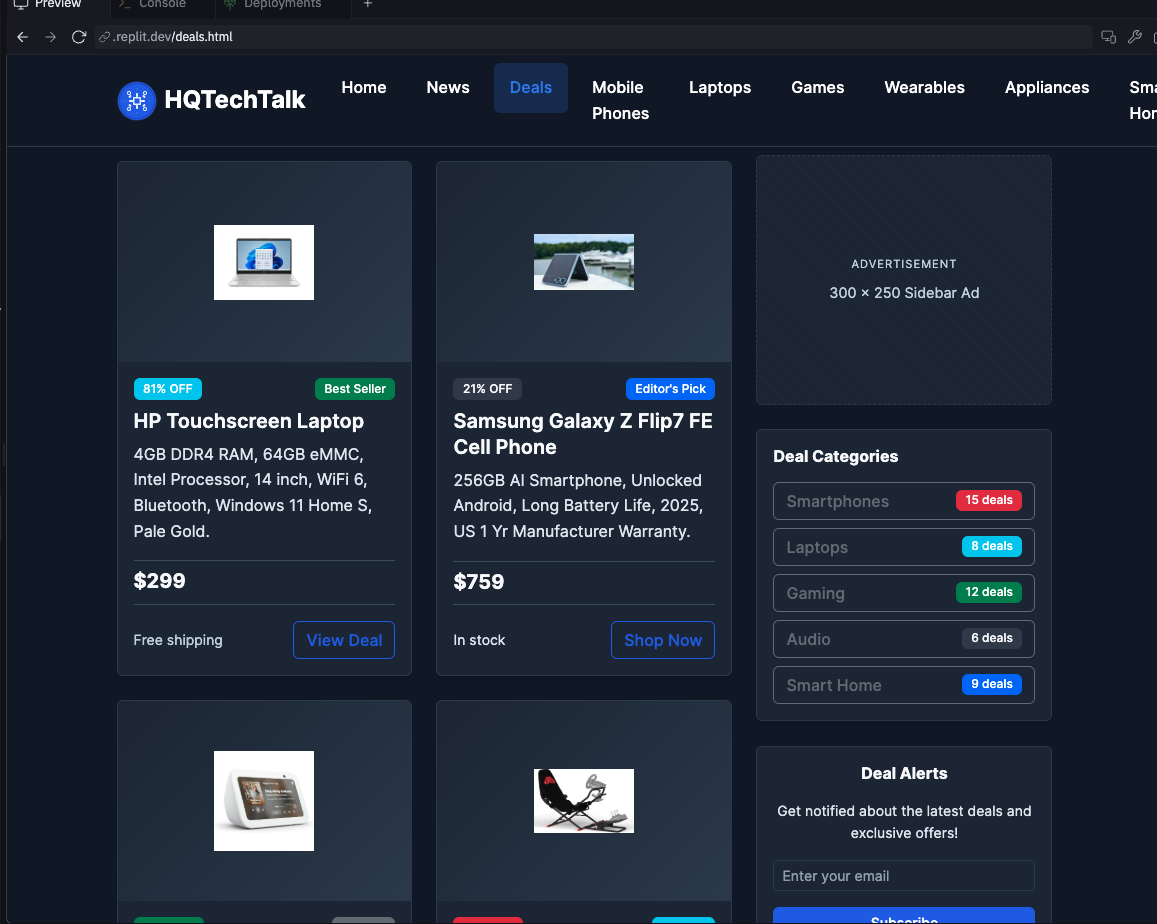 Preview
Console
Deployments
+
.replit.dev/deals.html
HQTechTalk
Home
News
Deals
Mobile
Phones
Laptops
Games
Wearables
Appliances
Sma
Hor
81% OFF
Best Seller
HP Touchscreen Laptop
4GB DDR4 RAM, 64GB eMMC,
Intel Processor, 14 inch, WiFi 6,
Bluetooth, Windows 11 Home S,
Pale Gold.
$299
Free shipping
View Deal
21% OFF
Editor's Pick
Samsung Galaxy Z Flip7 FE
Cell Phone
256GB AI Smartphone, Unlocked
Android, Long Battery Life, 2025,
US 1 Yr Manufacturer Warranty.
$759
In stock
Shop Now
ADVERTISEMENT
300 × 250 Sidebar Ad
Deal Categories
Smartphones
15 deals
Laptops
8 deals
Gaming
12 deals
Audio
6 deals
Smart Home
9 deals
Deal Alerts
Get notified about the latest deals and
exclusive offers!
Enter your email
Subscribe